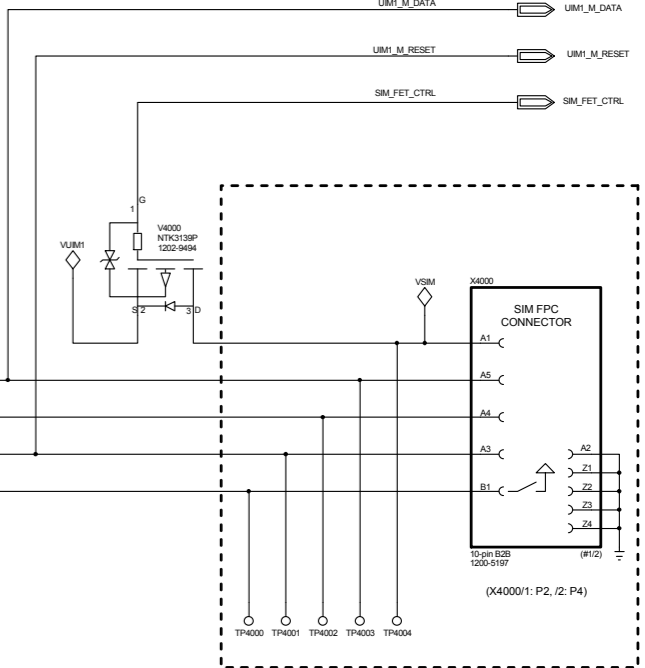 UIM1_M_DATA
UIM1_M_DATA
UIM1_M_RESET
UIM1_M_RESET
SIM_FET_CTRL
SIM_FET_CTRL
G
1
V4000
NTK3139P
1202-9494
VUIM1
S 2
3 D
VSIM
X4000
SIM FPC
CONNECTOR
A1
A5
A4
A3
A2
Z1
B1
Z2
Z3
Z4
10-pin B2B
1200-5197
(#1/2)
(X4000/1: P2, /2: P4)
TP4000
TP4001
TP4002
TP4003
TP4004